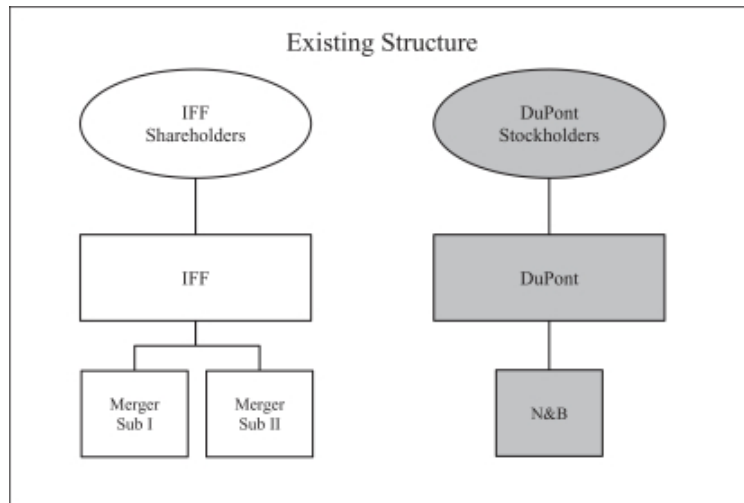 Existing Structure
IFF
Shareholders
DuPont
Stockholders
IFF
DuPont
Merger
Sub I
Merger
Sub II
N&B